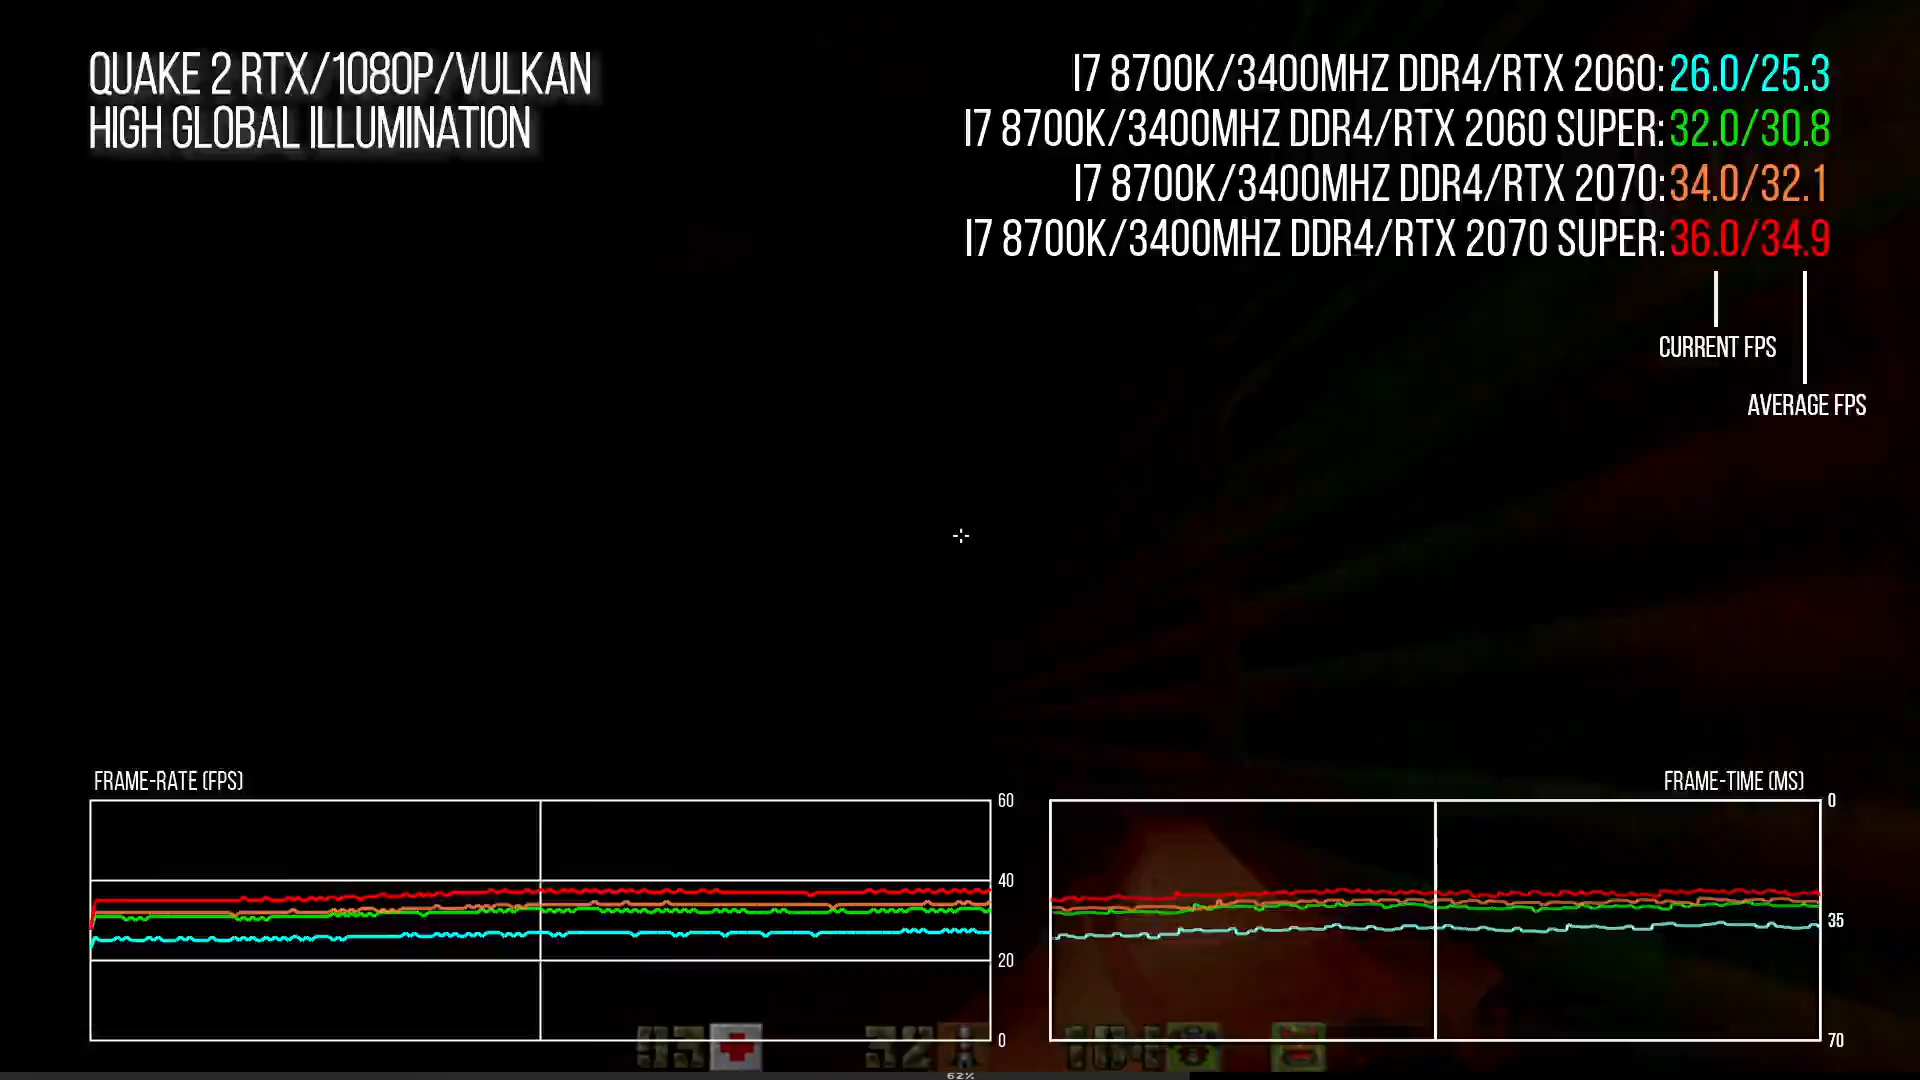 QUAKE 2 RTX/1080P/VULKAN
HIGH GLOBAL ILLUMINATION
I7 8700K/3400MHZ DDR4/RTX 2060: 26.0/25.3
I7 8700K/3400MHZ DDR4/RTX 2060 SUPER: 32.0/30.8
I7 8700K/3400MHZ DDR4/RTX 2070: 34.0/32.1
I7 8700K/3400MHZ DDR4/RTX 2070 SUPER: 36.0/34.9
CURRENT FPS
AVERAGE FPS
FRAME-RATE (FPS)
60
40
20
0
FRAME-TIME (MS)
0
35
70
93
32
62%